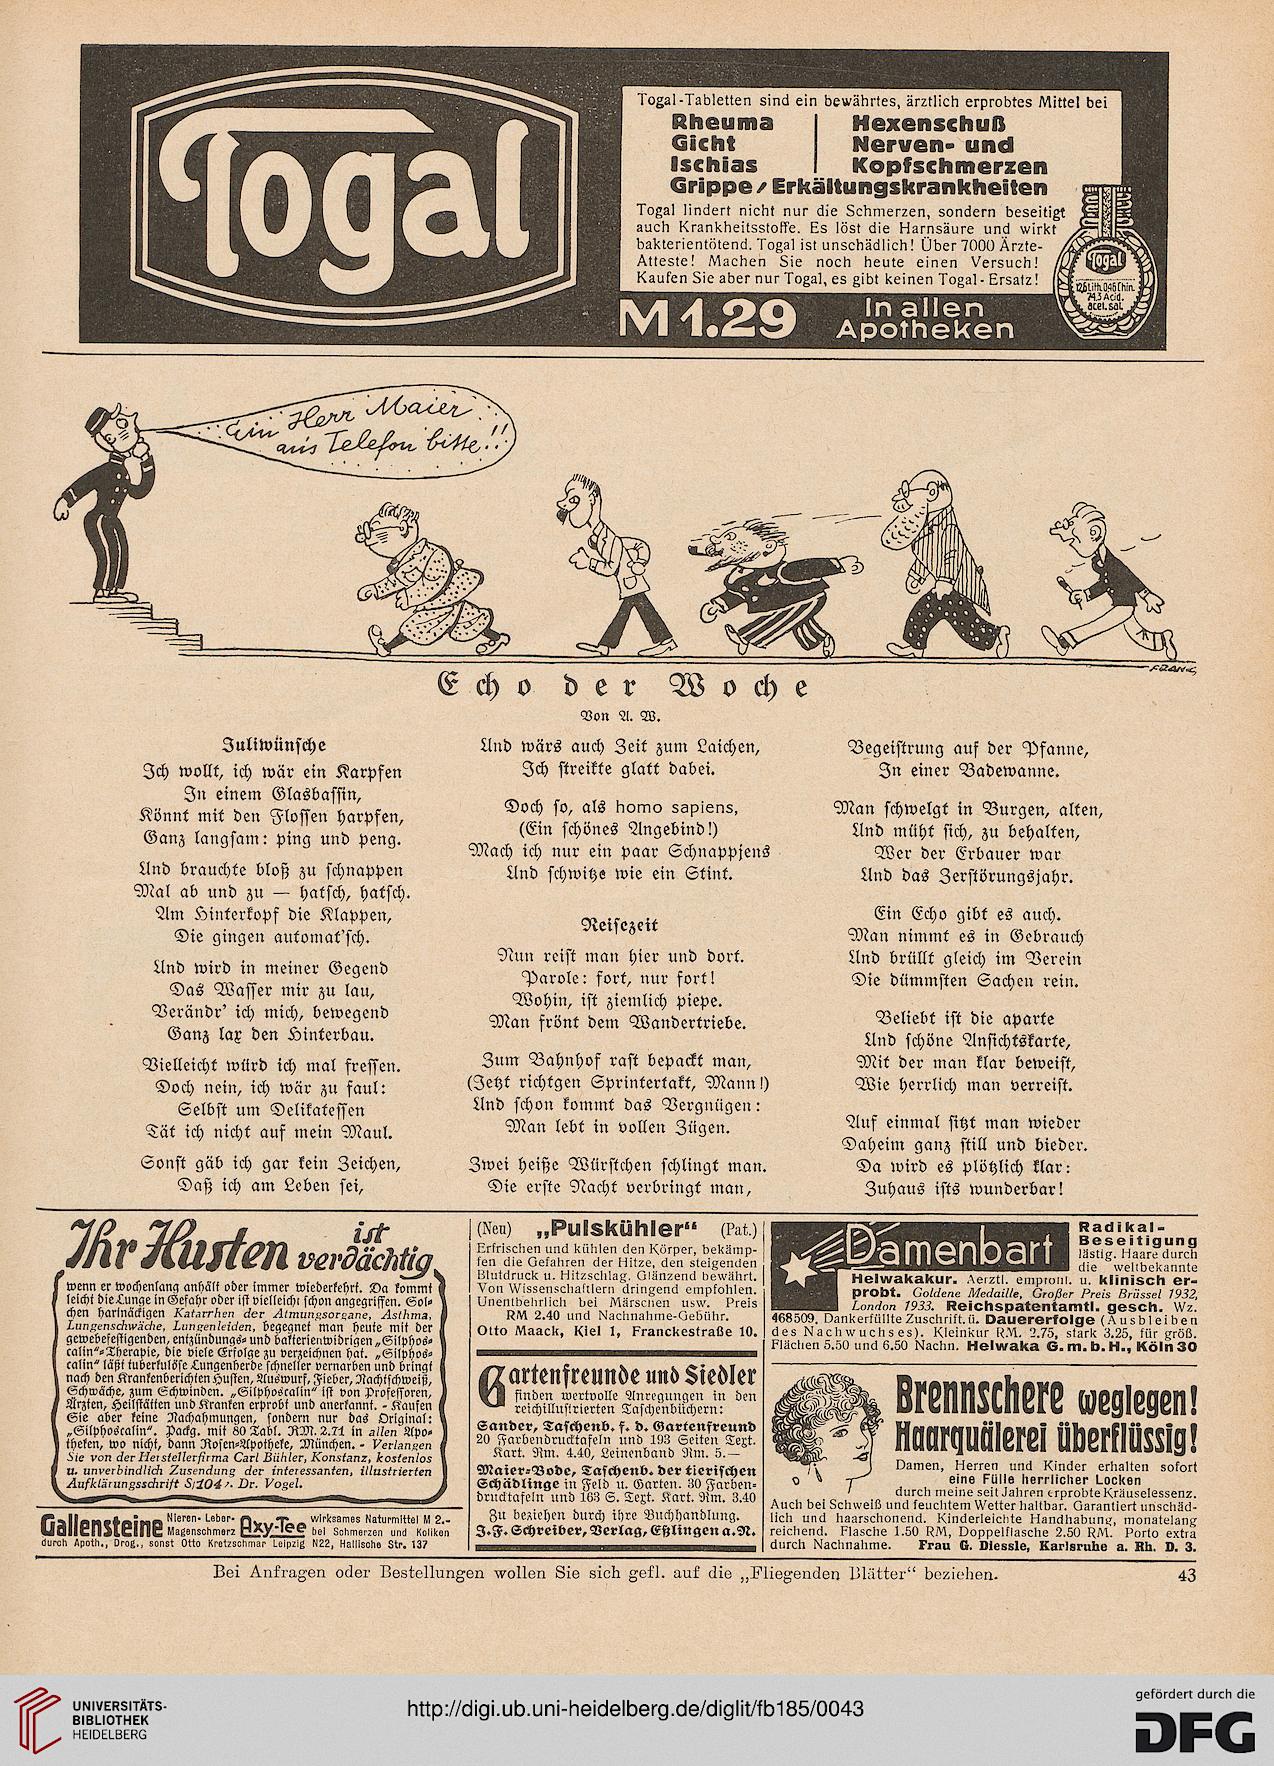 Togal
Togal-Tabletten sind ein bewährtes, ärztlich erprobtes Mittel bei
Rheuma
Gicht
Ischias
Hexenschuß
Nerven- und
Kopfschmerzen
Grippe / Erkältungskrankheiten
Togal lindert nicht nur die Schmerzen, sondern beseitigt
auch Krankheitsstoffe. Es löst die Harnsäure und wirkt
bakterientötend. Togal ist unschädlich! Über 7000 Ärzte-
Atteste! Machen Sie noch heute einen Versuch!
Kaufen Sie aber nur Togal, es gibt keinen Togal-Ersatz!
M 1.29
In allen
Apotheken
Togal
12,6 Lith. 0,46 Chin.
74,3 Acid.
acet. sal.
Ein Herr Maier
ans Telefon bitte!!
FRANK
Echo der Woche
Von A. W.
Juliwünsche
Ich wollt, ich wär ein Karpfen
In einem Glasbassin,
Könnt mit den Flossen harpfen,
Ganz langsam: ping und peng.
Und brauchte bloß zu schnappen
Mal ab und zu — hatsch, hatsch.
Am Hinterkopf die Klappen,
Die gingen automat'sch.
Und wird in meiner Gegend
Das Wasser mir zu lau,
Verändr' ich mich, bewegend
Ganz lax den Hinterbau.
Vielleicht würd ich mal fressen.
Doch nein, ich wär zu faul:
Selbst um Delikatessen
Tät ich nicht auf mein Maul.
Sonst gäb ich gar kein Zeichen,
Daß ich am Leben sei,
Und wärs auch Zeit zum Laichen,
Ich streikte glatt dabei.
Doch so, als homo sapiens,
(Ein schönes Angebind!)
Mach ich nur ein paar Schnappjens
Und schwitze wie ein Stint.
Reisezeit
Nun reist man hier und dort.
Parole: fort, nur fort!
Wohin, ist ziemlich piepe.
Man frönt dem Wandertriebe.
Zum Bahnhof rast bepackt man,
(Jetzt richtgen Sprintertakt, Mann!)
Und schon kommt das Vergnügen:
Man lebt in vollen Zügen.
Zwei heiße Würstchen schlingt man.
Die erste Nacht verbringt man,
Begeistrung auf der Pfanne,
In einer Badewanne.
Man schwelgt in Burgen, alten,
Und müht sich, zu behalten,
Wer der Erbauer war
Und das Zerstörungsjahr.
Ein Echo gibt es auch.
Man nimmt es in Gebrauch
Und brüllt gleich im Verein
Die dümmsten Sachen rein.
Beliebt ist die aparte
Und schöne Ansichtskarte,
Mit der man klar beweist,
Wie herrlich man verreist.
Auf einmal sitzt man wieder
Daheim ganz still und bieder.
Da wird es plötzlich klar:
Zuhaus ists wunderbar!
Ihr Husten ist verdächtig,
wenn er wochenlang anhält oder immer wiederkehrt. Da kommt
leicht die Lunge in Gefahr oder ist vielleicht schon angegriffen. Sol-
chen hartnäckigen Katarrhen der Atmungsorgane, Asthma,
Lungenschwäche, Lungenleiden, begegnet man heute mit der
gewebefestigenden, entzündungs- und bakterienwidrigen „Silphos-
calin"-Therapie, die viele Erfolge zu verzeichnen hat. „Silphos-
calin" läßt tuberkulöse Lungenherde schneller vernarben und bringt
nach den Krankenberichten Husten, Auswurf, Fieber, Nachtschweiß,
Schwäche, zum Schwinden. „Silphoscalin" ist von Professoren,
Ärzten, Heilstätten und Kranken erprobt und anerkannt. - Kaufen
Sie aber keine Nachahmungen, sondern nur das Original:
„Silphoscalin". Packg. mit 80 Tabl. RM. 2.71 in allen Apo-
theken, wo nicht, dann Rosen-Apotheke, München. - Verlangen
Sie von der Herstellerfirma Carl Bühler, Konstanz, kostenlos
u. unverbindlich Zusendung der interessanten, illustrierten
Aufklärungsschrift S/104 v. Dr. Vogel.
Gallensteine Nieren- Leber- Magenschmerz Axy-Tee wirksames Naturmittel M 2.- bei Schmerzen und Koliken
durch Apoth., Drog., sonst Otto Kretzschmar Leipzig N22, Hallische Str. 137
(Neu) „Pulskühler" (Pat.)
Erfrischen und kühlen den Körper, bekämp-
fen die Gefahren der Hitze, den steigenden
Blutdruck u. Hitzschlag. Glänzend bewährt.
Von Wissenschaftlern dringend empfohlen.
Unentbehrlich bei Märschen usw. Preis
RM 2.40 und Nachnahme-Gebühr.
Otto Maack, Kiel 1, Franckestraße 10.
Gartenfreunde und Siedler
finden wertvolle Anregungen in den
reichillustrierten Taschenbüchern:
Sander, Taschenb. f. d. Gartenfreund
20 Farbendrucktafeln und 193 Seiten Text.
Kart. Rm. 4.40, Leinenband Rm. 5.—
Maier-Bode, Taschenb. der tierischen
Schädlinge in Feld u. Garten. 30 Farben-
drucktafeln und 163 S. Text. Kart. Rm. 3.40
Zu beziehen durch ihre Buchhandlung.
J. F. Schreiber, Verlag, Eßlingen a. N.
Damenbart
Radikal-
Beseitigung
lästig. Haare durch
die weltbekannte
Helwakakur. Aerztl. empfohl. u. klinisch er-
probt. Goldene Medaille, Großer Preis Brüssel 1932,
London 1933. Reichspatentamtl. gesch. Wz.
468509. Dankerfüllte Zuschrift. ü. Dauererfolge (Ausbleiben
des Nachwuchses). Kleinkur RM. 2.75, stark 3.25, für größ.
Flächen 5.50 und 6.50 Nachn. Helwaka G. m. b. H., Köln 30
Brennschere weglegen!
Haarquälerei überflüssig!
Damen, Herren und Kinder erhalten sofort
eine Fülle herrlicher Locken
durch meine seit Jahren erprobte Kräuselessenz.
Auch bei Schweiß und feuchtem Wetter haltbar. Garantiert unschäd-
lich und haarschonend. Kinderleichte Handhabung, monatelang
reichend. Flasche 1.50 RM, Doppelflasche 2.50 RM. Porto extra
durch Nachnahme. Frau G. Diessle, Karlsruhe a. Rh. D. 3.
Bei Anfragen oder Bestellungen wollen Sie sich gefl. auf die „Fliegenden Blätter" beziehen.
43
UNIVERSITÄTS-
BIBLIOTHEK
HEIDELBERG
http://digi.ub.uni-heidelberg.de/diglit/fb185/0043
gefördert durch die
DFG